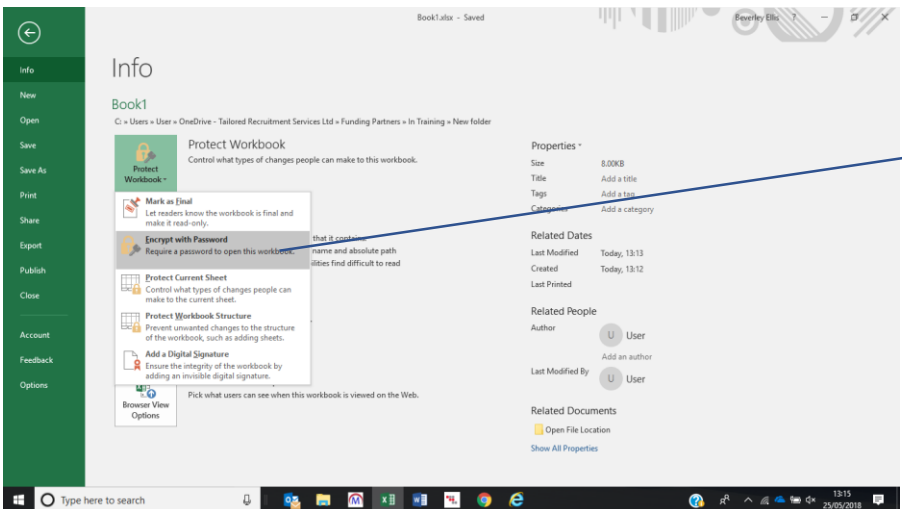 Book1.xlsx - Saved
Beverley Ellis ?
Info
New
Open
Save
Save As
Print
Share
Export
Publish
Close
Account
Feedback
Options
Info
Book1
C: » Users » User » OneDrive - Tailored Recruitment Services Ltd » Funding Partners » In Training » New folder
Protect
Workbook
Protect Workbook
Control what types of changes people can make to this workbook.
Mark as Final
Let readers know the workbook is final and
make it read-only.
Encrypt with Password
Require a password to open this workbook.
Protect Current Sheet
Control what types of changes people can
make to the current sheet.
Protect Workbook Structure
Prevent unwanted changes to the structure
of the workbook, such as adding sheets.
Add a Digital Signature
Ensure the integrity of the workbook by
adding an invisible digital signature.
that it contains:
name and absolute path
ilities find difficult to read
Browser View
Options
Pick what users can see when this workbook is viewed on the Web.
Properties
Size 8.00KB
Title Add a title
Tags Add a tag
Categories Add a category
Related Dates
Last Modified Today, 13:13
Created Today, 13:12
Last Printed
Related People
Author
U User
Add an author
Last Modified By
U User
Related Documents
Open File Location
Show All Properties
Type here to search
13:15
25/05/2018